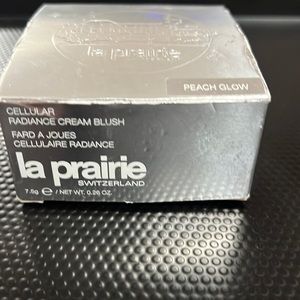 la prairie
PEACH GLOW
CELLULAR
RADIANCE CREAM BLUSH
FARD A JOUES
CELLULAIRE RADIANCE
la prairie
SWITZERLAND
7.5g e / NET WT. 0.26 OZ.